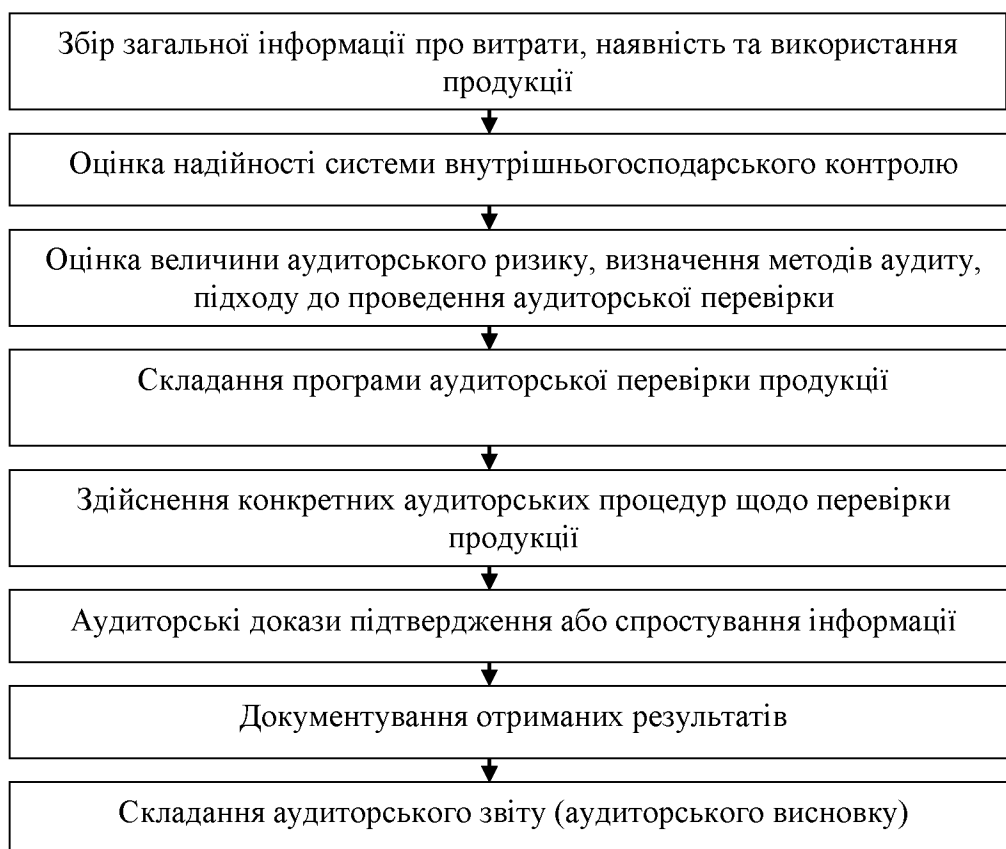 Збір загальної інформації про витрати, наявність та використання
продукції
Оцінка надійності системи внутрішньогосподарського контролю
Оцінка величини аудиторського ризику, визначення методів аудиту,
підходу до проведення аудиторської перевірки
Складання програми аудиторської перевірки продукції
Здійснення конкретних аудиторських процедур щодо перевірки
продукції
Аудиторські докази підтвердження або спростування інформації
Документування отриманих результатів
Складання аудиторського звіту (аудиторського висновку)